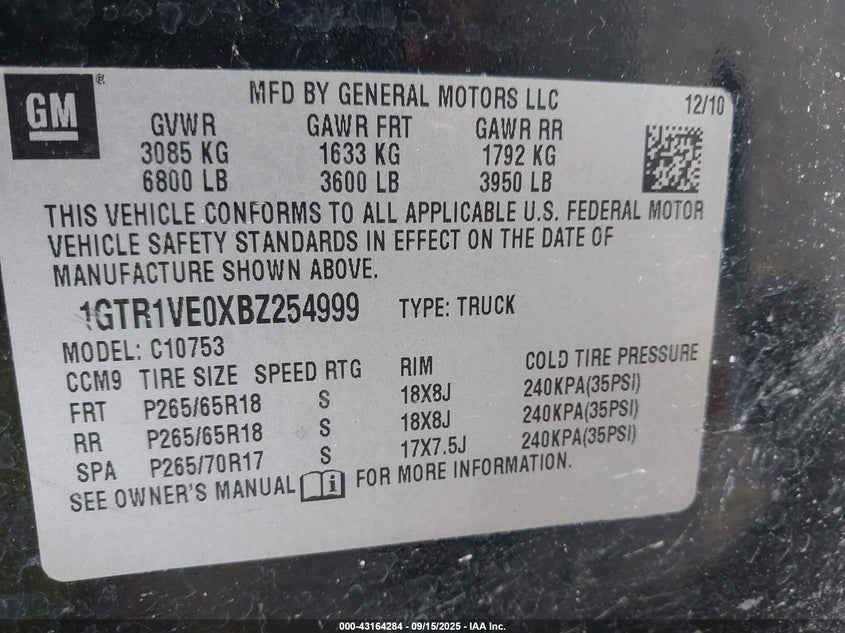 GM ®
MFD BY GENERAL MOTORS LLC 12/10
GVWR GAWR FRT GAWR RR
3085 KG 1633 KG 1792 KG
6800 LB 3600 LB 3950 LB
THIS VEHICLE CONFORMS TO ALL APPLICABLE U.S. FEDERAL MOTOR
VEHICLE SAFETY STANDARDS IN EFFECT ON THE DATE OF
MANUFACTURE SHOWN ABOVE.
1GTR1VE0XBZ254999 TYPE: TRUCK
MODEL: C10753
CCM9 TIRE SIZE SPEED RTG RIM COLD TIRE PRESSURE
FRT P265/65R18 S 18X8J 240KPA(35PSI)
RR P265/65R18 S 18X8J 240KPA(35PSI)
SPA P265/70R17 S 17X7.5J 240KPA(35PSI)
SEE OWNER'S MANUAL FOR MORE INFORMATION.
000-43164284 - 09/15/2025 - IAA Inc.